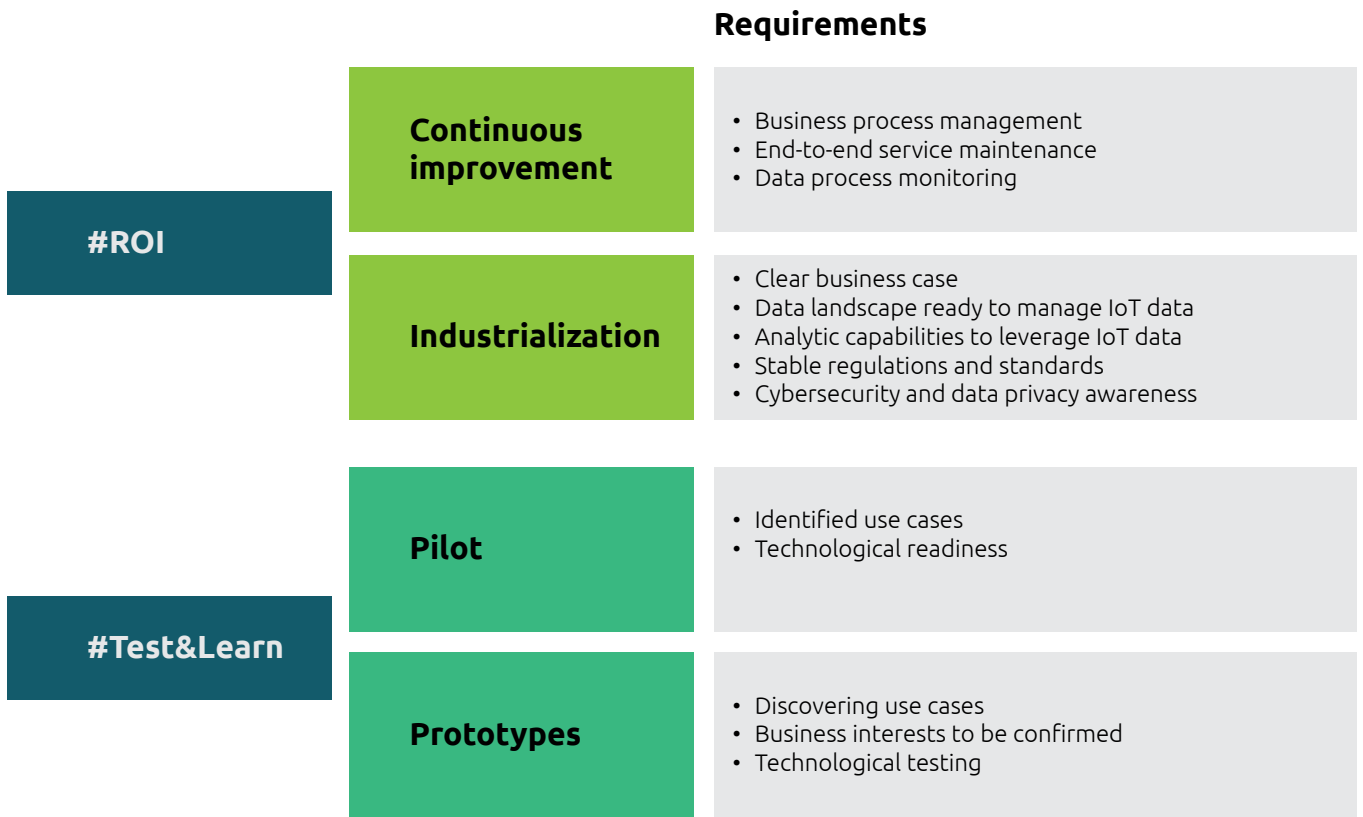 Requirements
#ROI
Continuous
improvement
• Business process management
• End-to-end service maintenance
• Data process monitoring
Industrialization
• Clear business case
• Data landscape ready to manage IoT data
• Analytic capabilities to leverage IoT data
• Stable regulations and standards
• Cybersecurity and data privacy awareness
#Test&Learn
Pilot
• Identified use cases
• Technological readiness
Prototypes
• Discovering use cases
• Business interests to be confirmed
• Technological testing